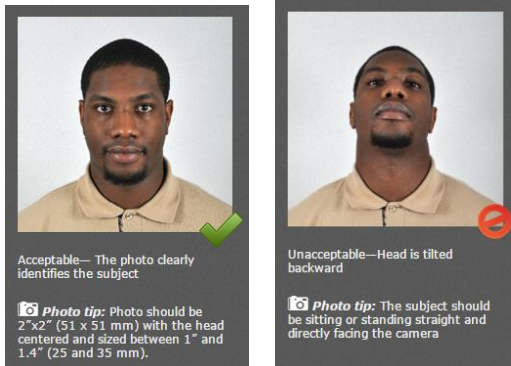 Acceptable— The photo clearly
identifies the subject
Photo tip: Photo should be
2”x2” (51 x 51 mm) with the head
centered and sized between 1” and
1.4” (25 and 35 mm).
Unacceptable—Head is tilted
backward
Photo tip: The subject should
be sitting or standing straight and
directly facing the camera